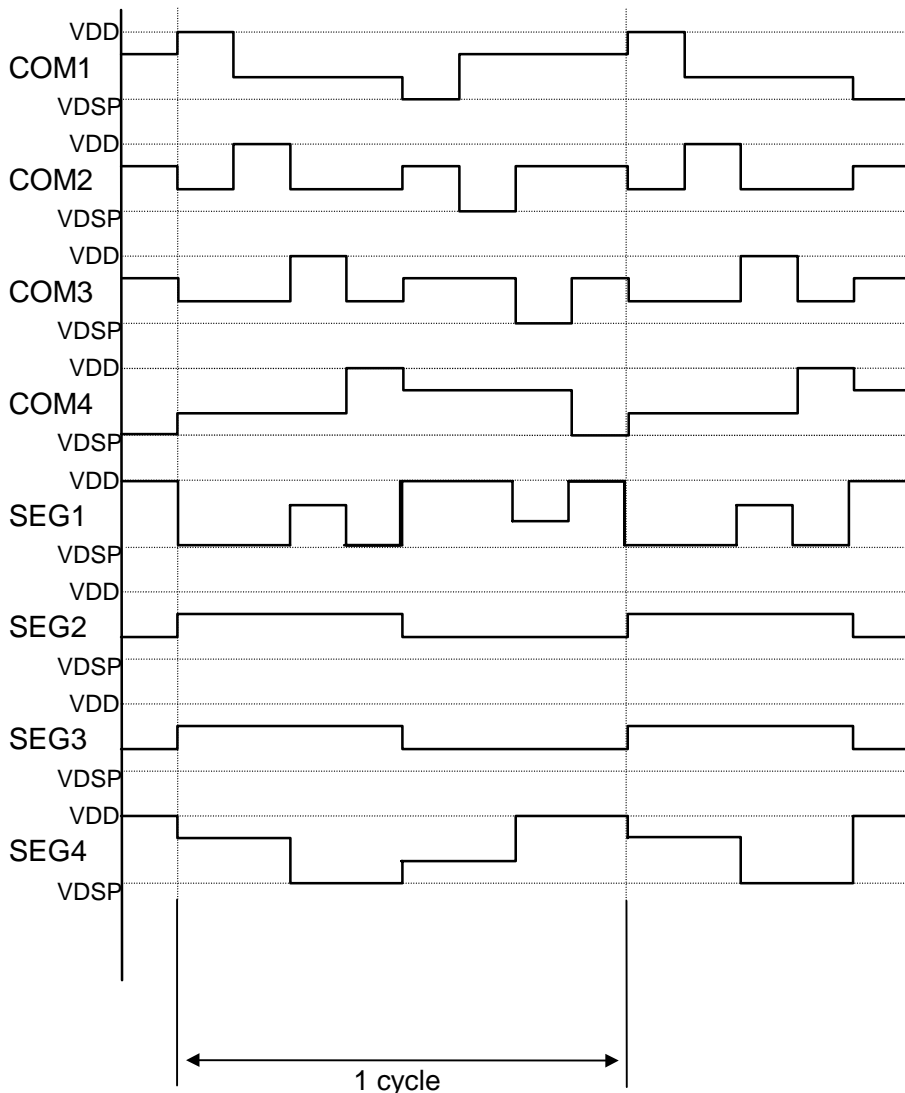 VDD
COM1
VDSP
VDD
COM2
VDSP
VDD
COM3
VDSP
VDD
COM4
VDSP
VDD
SEG1
VDSP
VDD
SEG2
VDSP
VDD
SEG3
VDSP
VDD
SEG4
VDSP
1 cycle